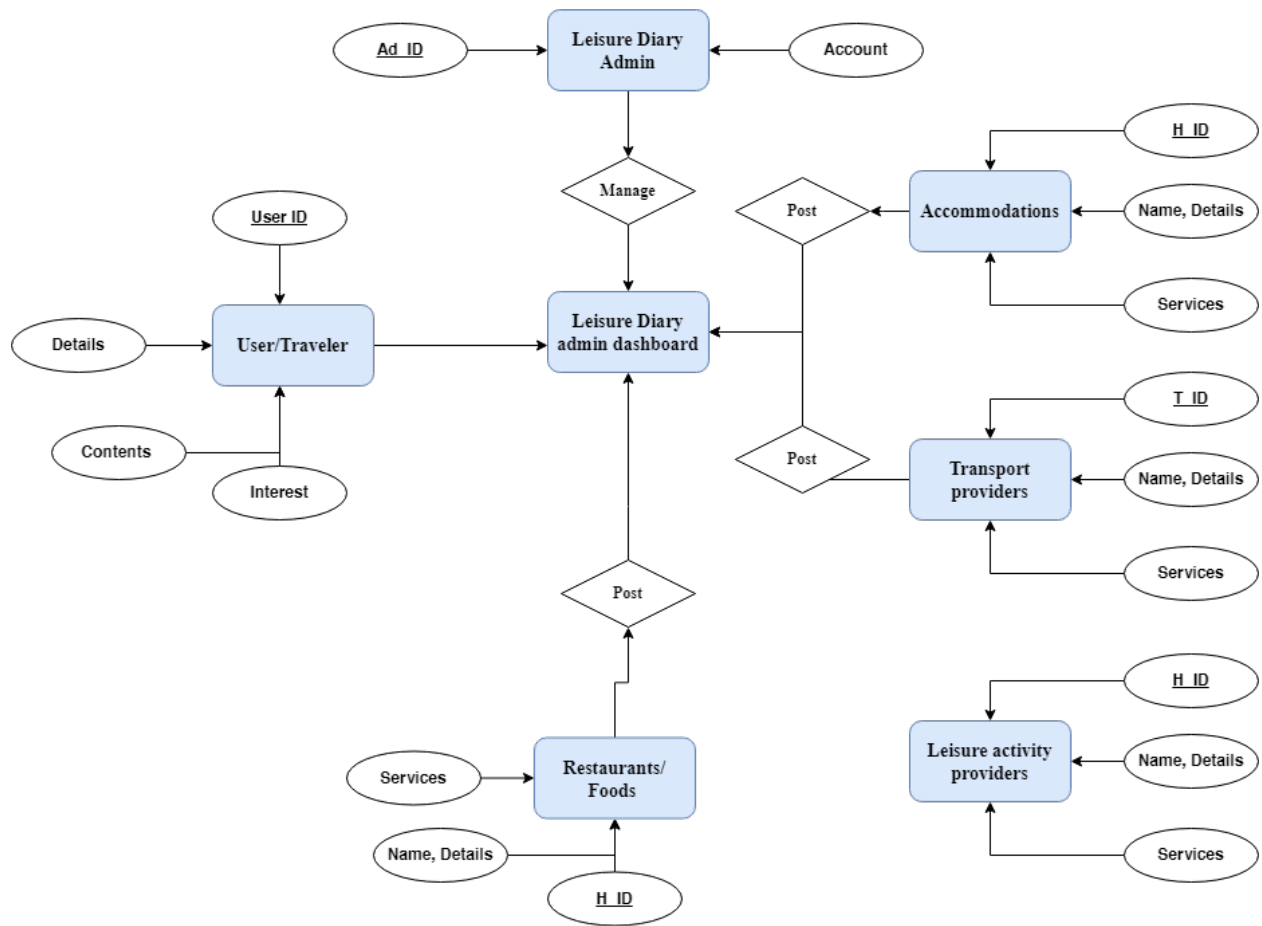 Ad_ID
Leisure Diary
Admin
Account
H_ID
Manage
User ID
Post
Accommodations
Name, Details
Services
Details
User/Traveler
Leisure Diary
admin dashboard
T_ID
Contents
Interest
Post
Transport
providers
Name, Details
Services
Post
H_ID
Leisure activity
providers
Name, Details
Services
Services
Restaurants/
Foods
Name, Details
H_ID